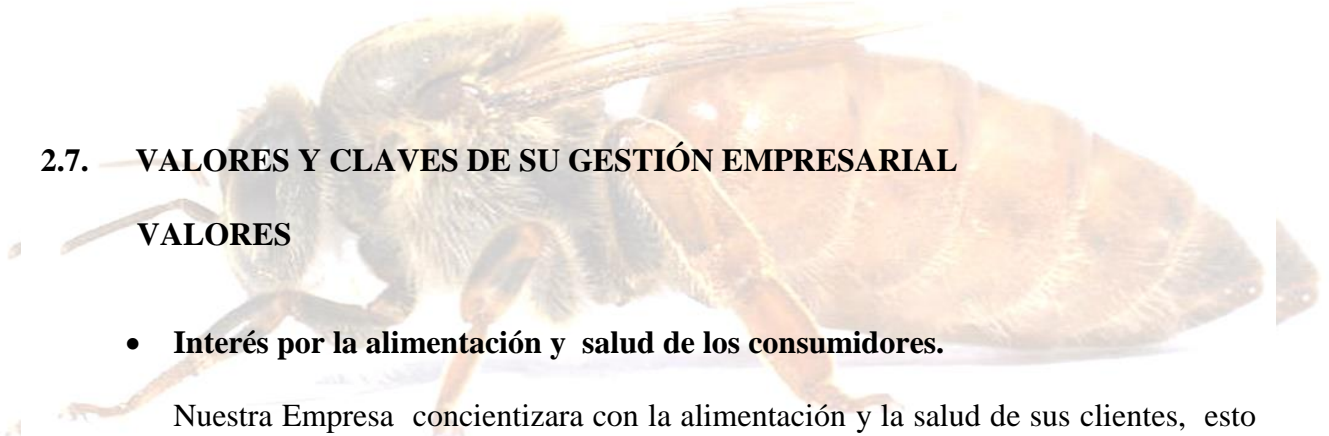 2.7. VALORES Y CLAVES DE SU GESTIÓN EMPRESARIAL
VALORES
• Interés por la alimentación y salud de los consumidores.
Nuestra Empresa concientizara con la alimentación y la salud de sus clientes, esto